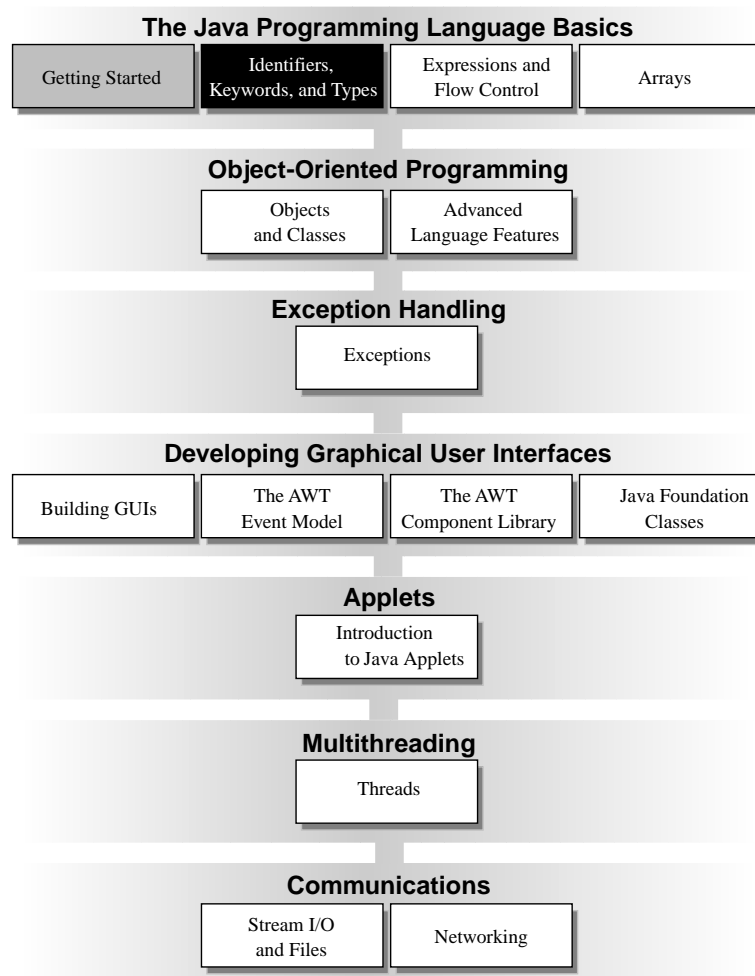 The Java Programming Language Basics
Getting Started
Identifiers,
Keywords, and Types
Expressions and
Flow Control
Arrays
Object-Oriented Programming
Objects
and Classes
Advanced
Language Features
Exception Handling
Exceptions
Developing Graphical User Interfaces
Building GUIs
The AWT
Event Model
The AWT
Component Library
Java Foundation
Classes
Applets
Introduction
to Java Applets
Multithreading
Threads
Communications
Stream I/O
and Files
Networking